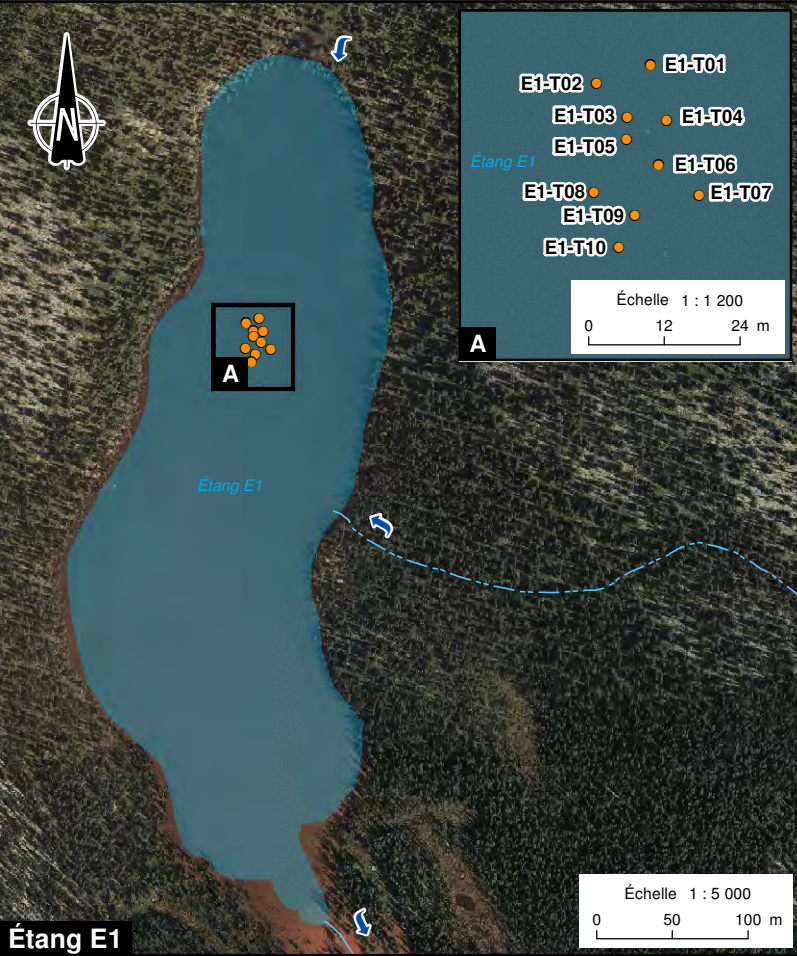 N
E1-T01
E1-T02
E1-T03
E1-T04
E1-T05
Étang E1
E1-T06
E1-T08
E1-T07
E1-T09
E1-T10
Échelle 1 : 1 200
0 12 24 m
A
A
Étang E1
Échelle 1 : 5 000
0 50 100 m
Étang E1